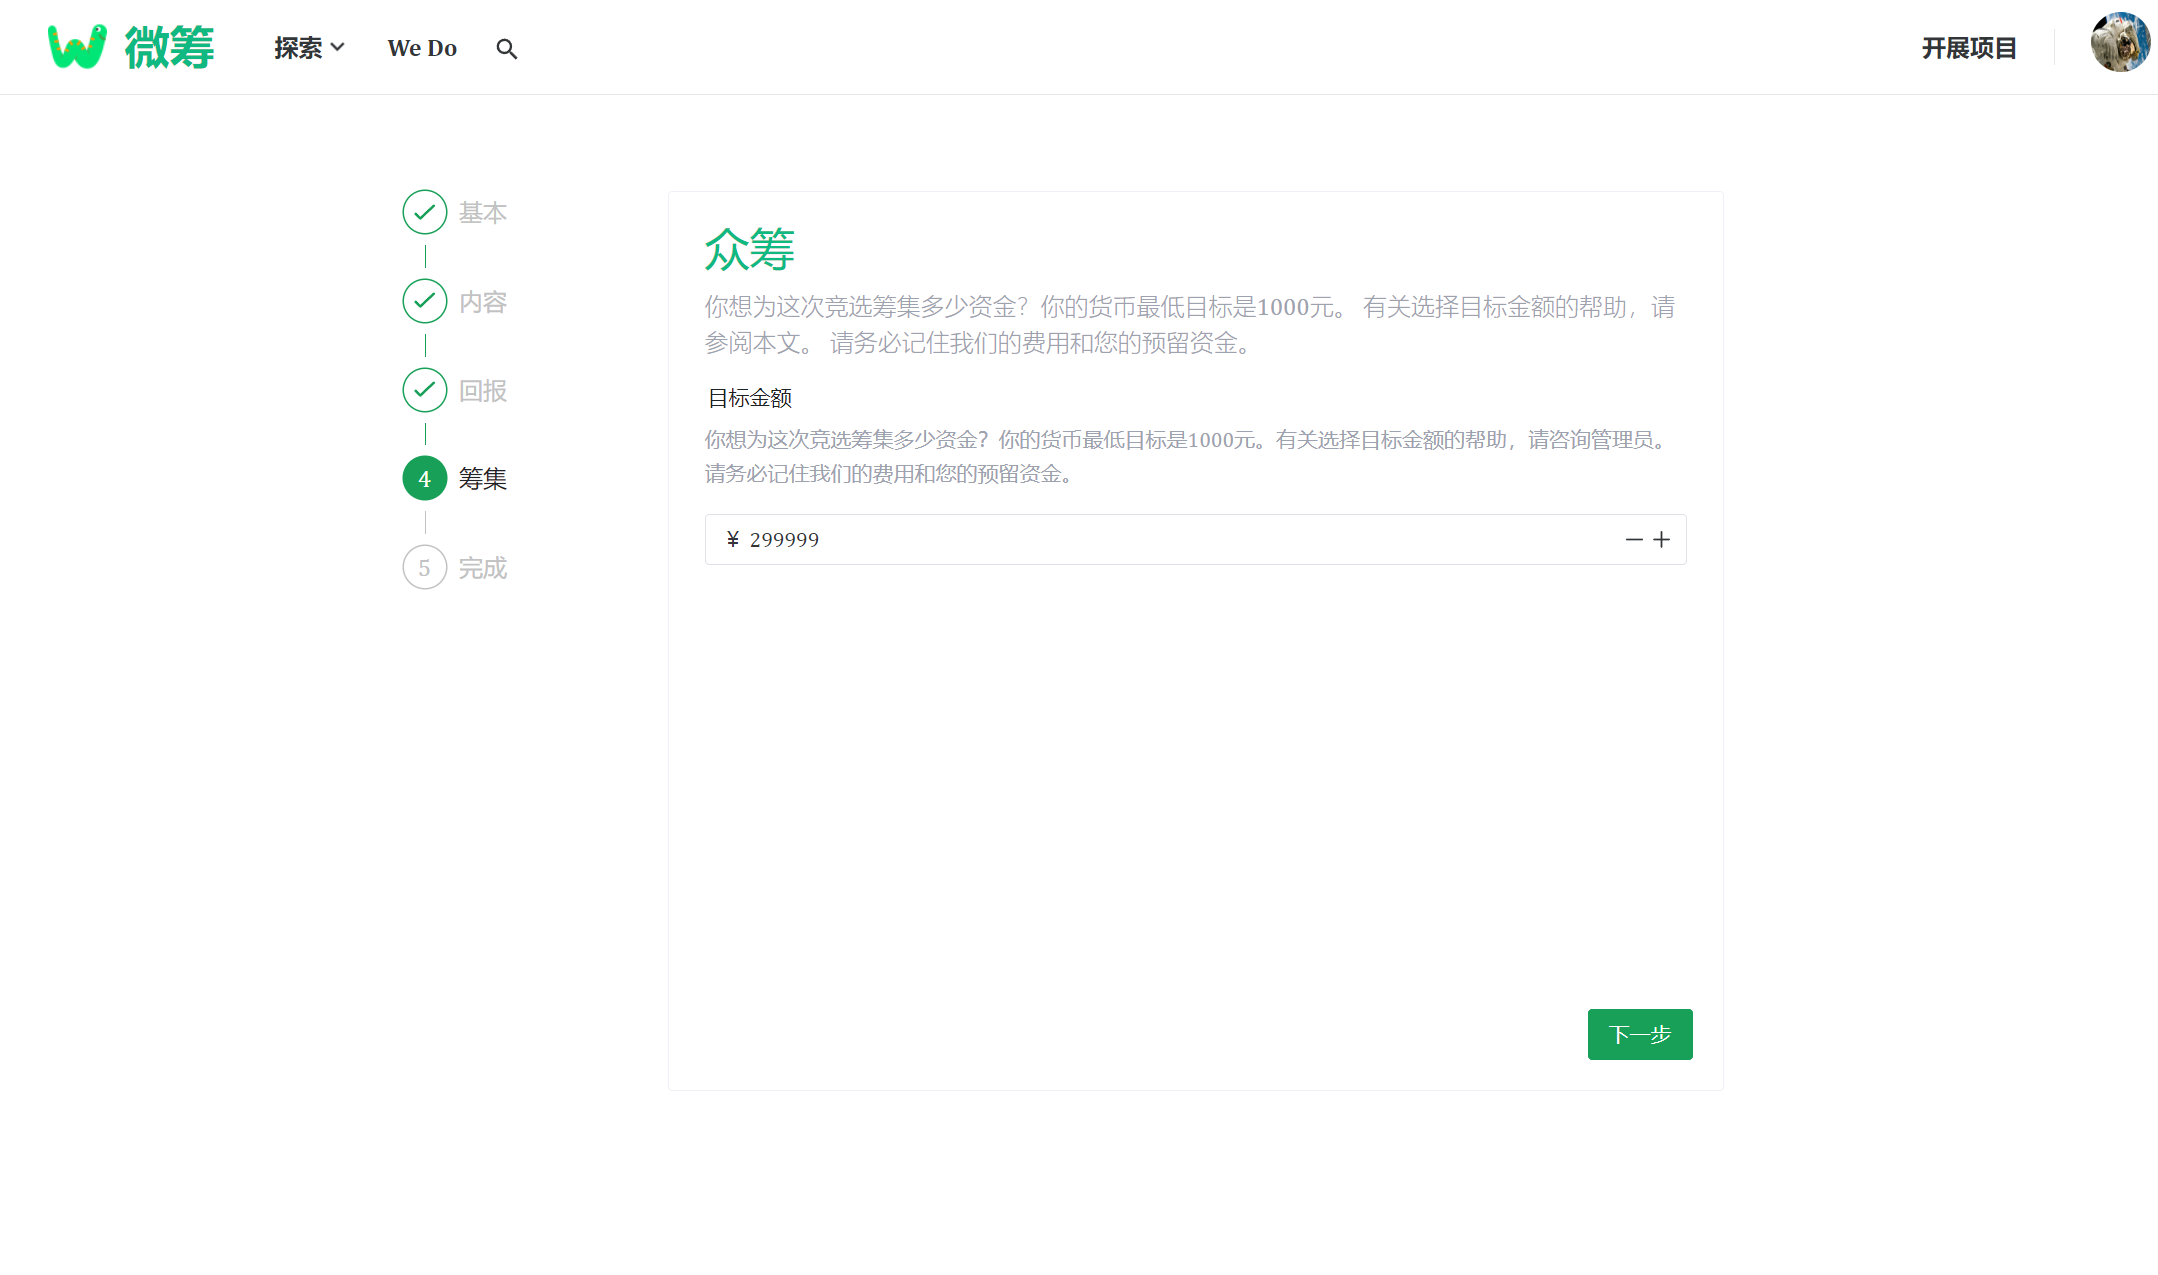 微筹
探索
We Do
开展项目
基本
内容
回报
4 筹集
5 完成
众筹
你想为这次竞选筹集多少资金？你的货币最低目标是1000元。 有关选择目标金额的帮助，请
参阅本文。 请务必记住我们的费用和您的预留资金。
目标金额
你想为这次竞选筹集多少资金？你的货币最低目标是1000元。有关选择目标金额的帮助，请咨询管理员。
请务必记住我们的费用和您的预留资金。
¥ 299999
下一步